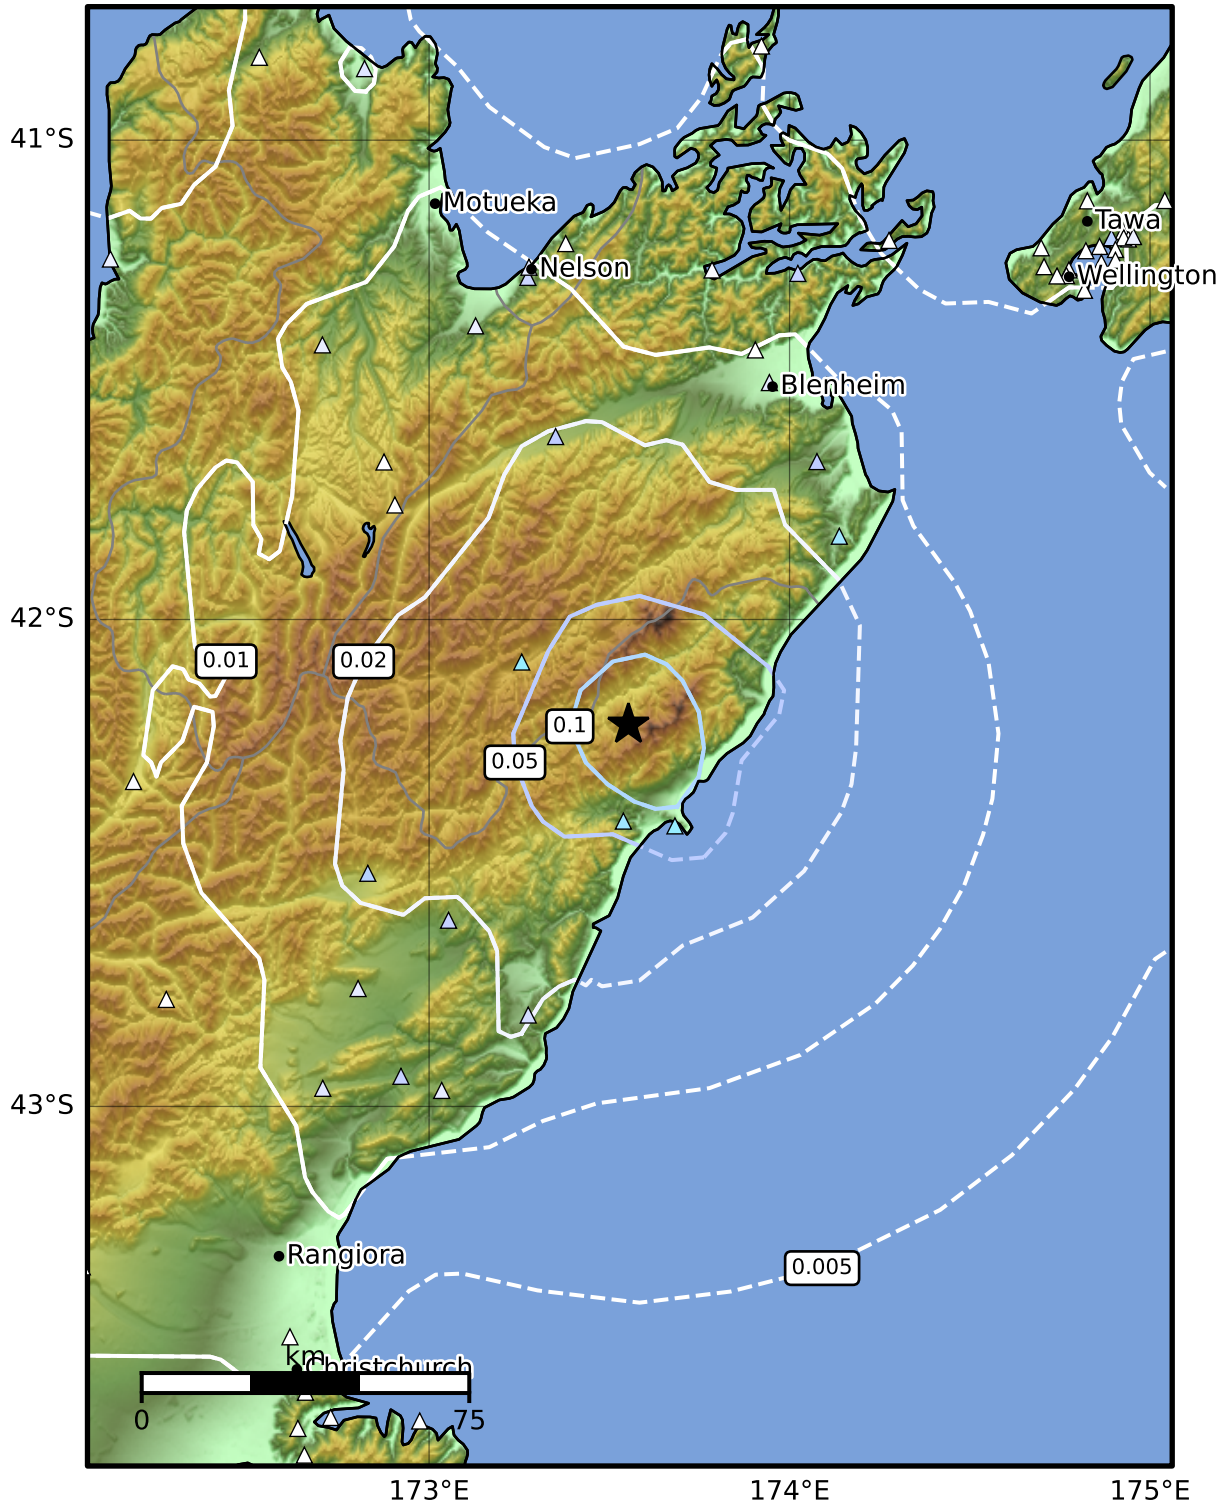 41°S
Motueka
Tawa
Nelson
Wellington
Blenheim
42°S
0.01
0.02
0.1
0.05
43°S
Rangiora
0.005
km
Christchurch
0
75
173°E
174°E
175°E